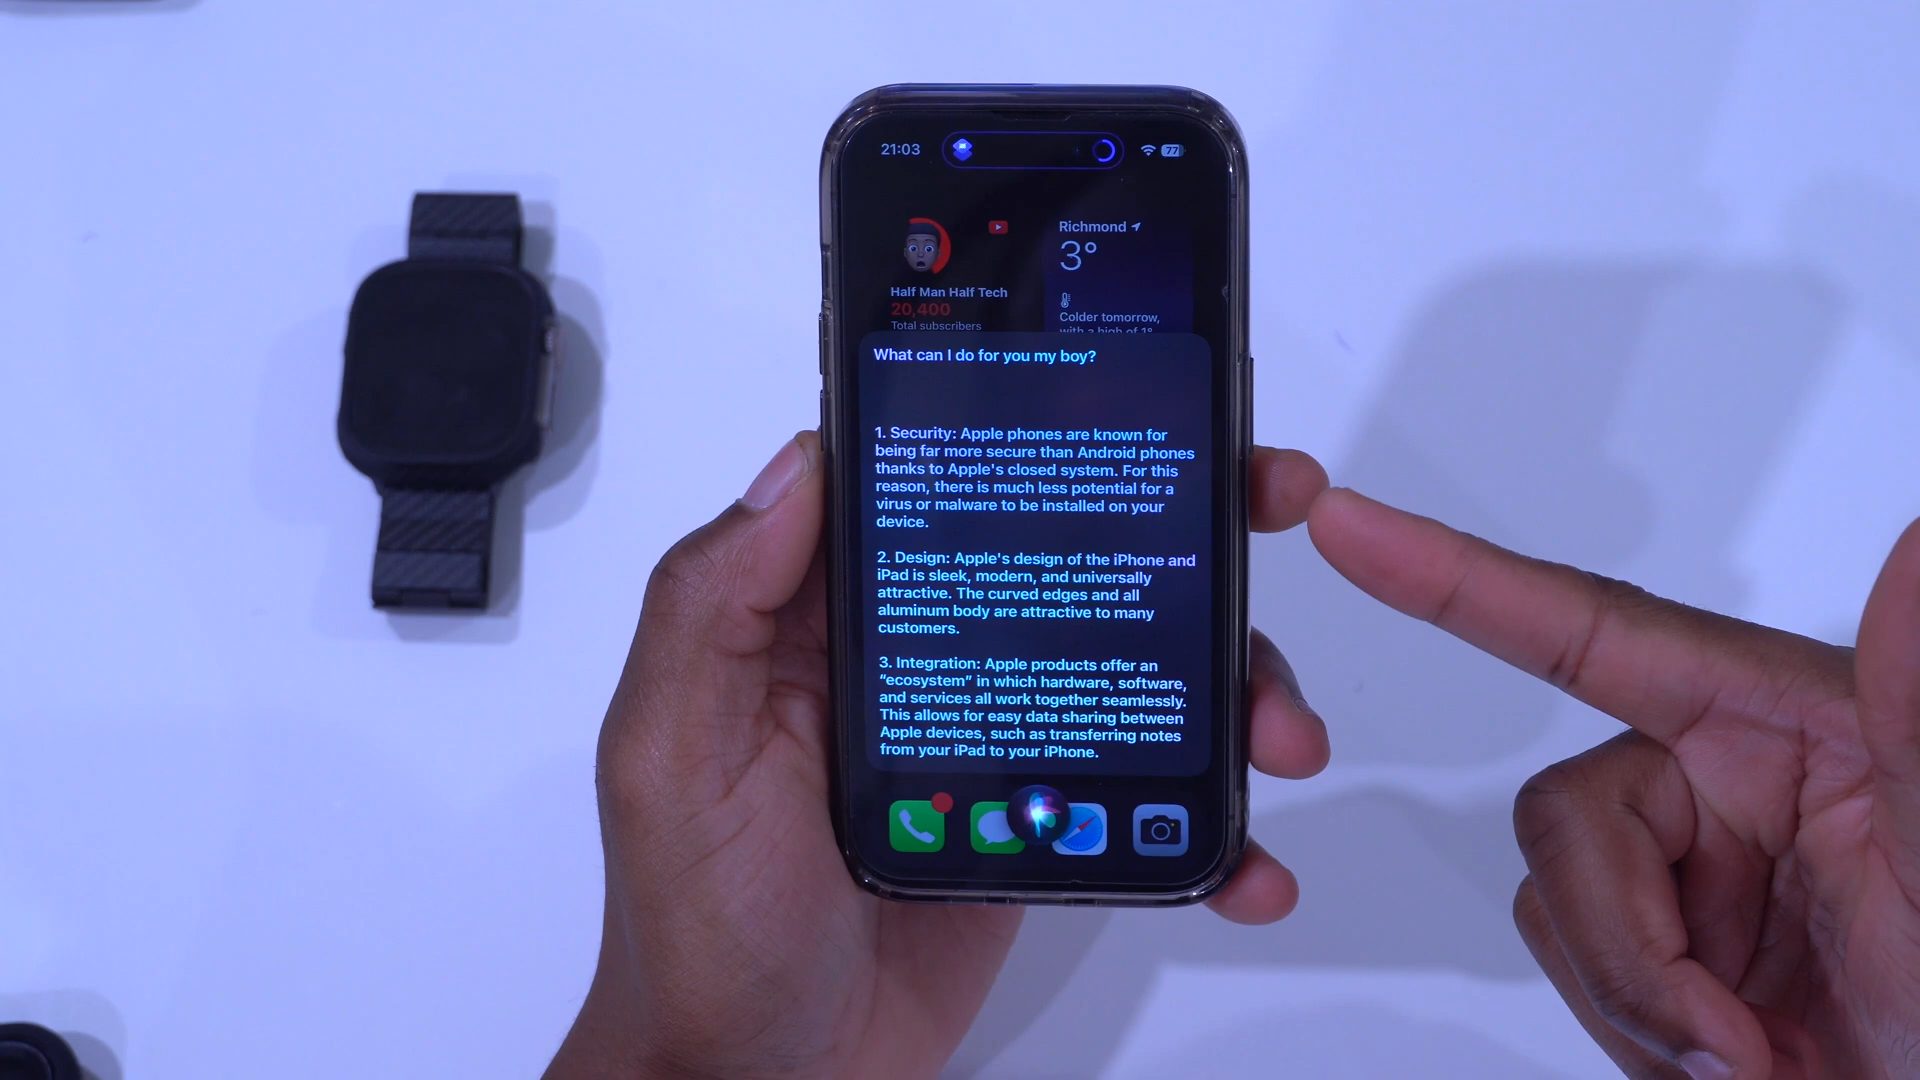 21:03
77
Richmond
3°
Half Man Half Tech
20,400
Total subscribers
Colder tomorrow,
with a high of 1°
What can I do for you my boy?
1. Security: Apple phones are known for
being far more secure than Android phones
thanks to Apple's closed system. For this
reason, there is much less potential for a
virus or malware to be installed on your
device.
2. Design: Apple's design of the iPhone and
iPad is sleek, modern, and universally
attractive. The curved edges and all
aluminum body are attractive to many
customers.
3. Integration: Apple products offer an
“ecosystem” in which hardware, software,
and services all work together seamlessly.
This allows for easy data sharing between
Apple devices, such as transferring notes
from your iPad to your iPhone.